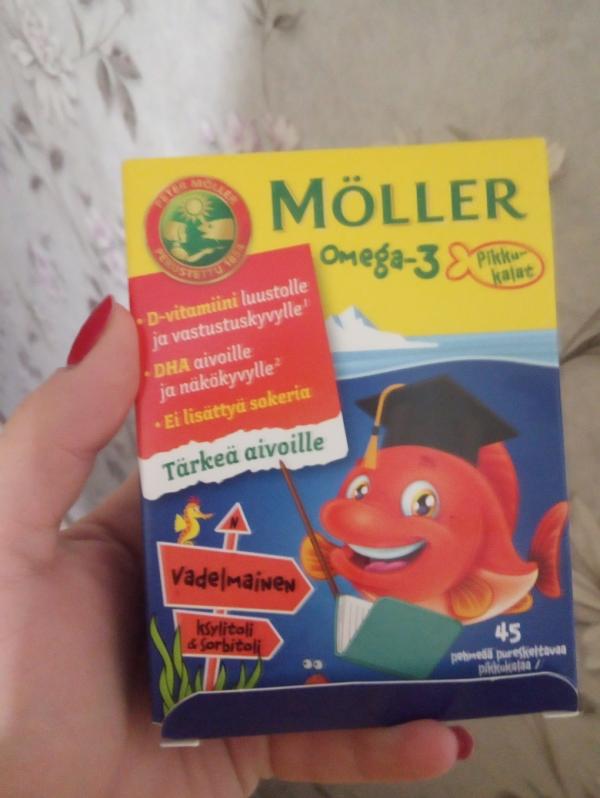 PETER MÖLLER
PERUSTETTU 1854
MÖLLER
Omega-3
Pikku-
kalat
• D-vitamiini luustolle
ja vastustuskyvylle¹
• DHA aivoille
ja näkökyvylle²
• Ei lisättyä sokeria
Tärkeä aivoille
N
Vadelmainen
ksylitoli
& sorbitoli
45
pehmeää pureskeltavaa
pikkukalaa